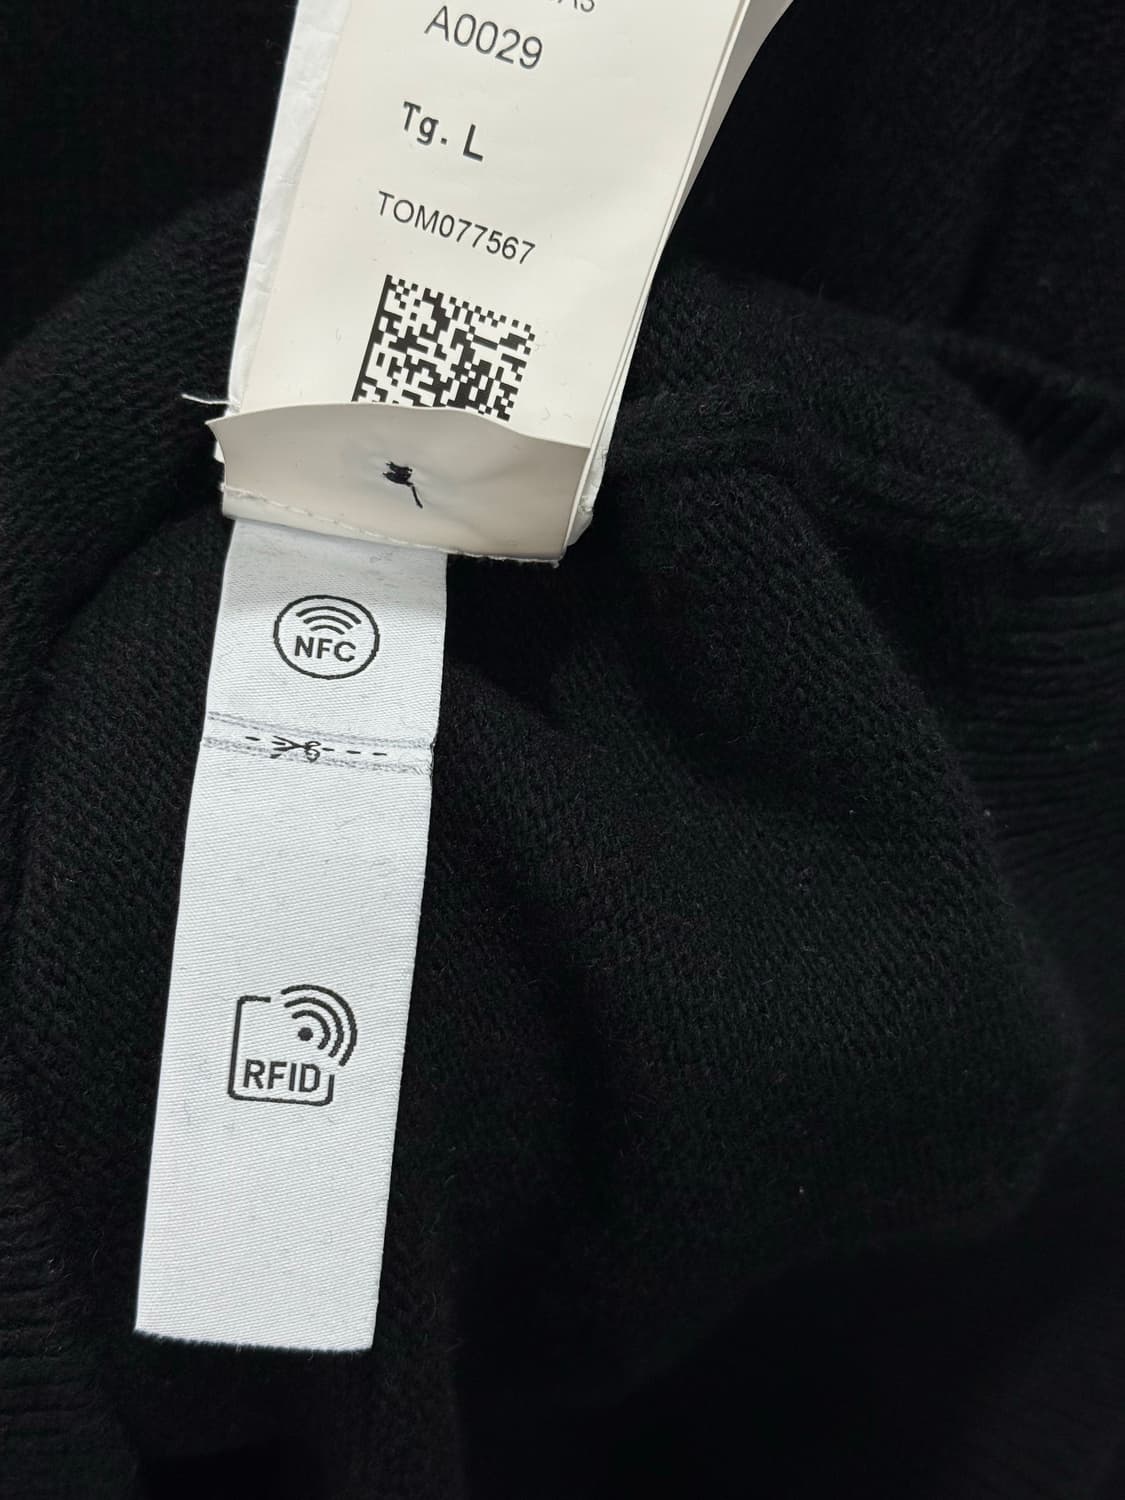 A0029
Tg. L
TOM077567
NFC
RFID